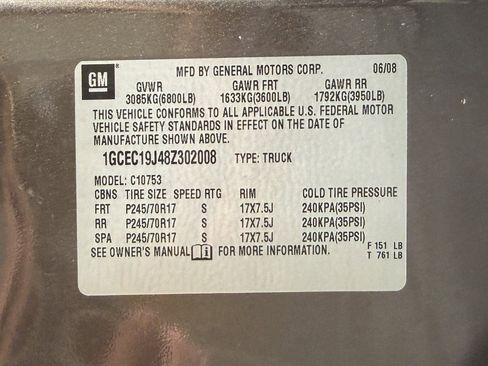 GM ® MFD BY GENERAL MOTORS CORP. 06/08
GVWR GAWR FRT GAWR RR
3085KG(6800LB) 1633KG(3600LB) 1792KG(3950LB)
THIS VEHICLE CONFORMS TO ALL APPLICABLE U.S. FEDERAL MOTOR
VEHICLE SAFETY STANDARDS IN EFFECT ON THE DATE OF
MANUFACTURE SHOWN ABOVE.
1GCEC19J48Z302008 TYPE: TRUCK
MODEL: C10753
CBNS TIRE SIZE SPEED RTG RIM COLD TIRE PRESSURE
FRT P245/70R17 S 17X7.5J 240KPA(35PSI)
RR P245/70R17 S 17X7.5J 240KPA(35PSI)
SPA P245/70R17 S 17X7.5J 240KPA(35PSI)
SEE OWNER'S MANUAL i FOR MORE INFORMATION. F 151 LB
T 761 LB